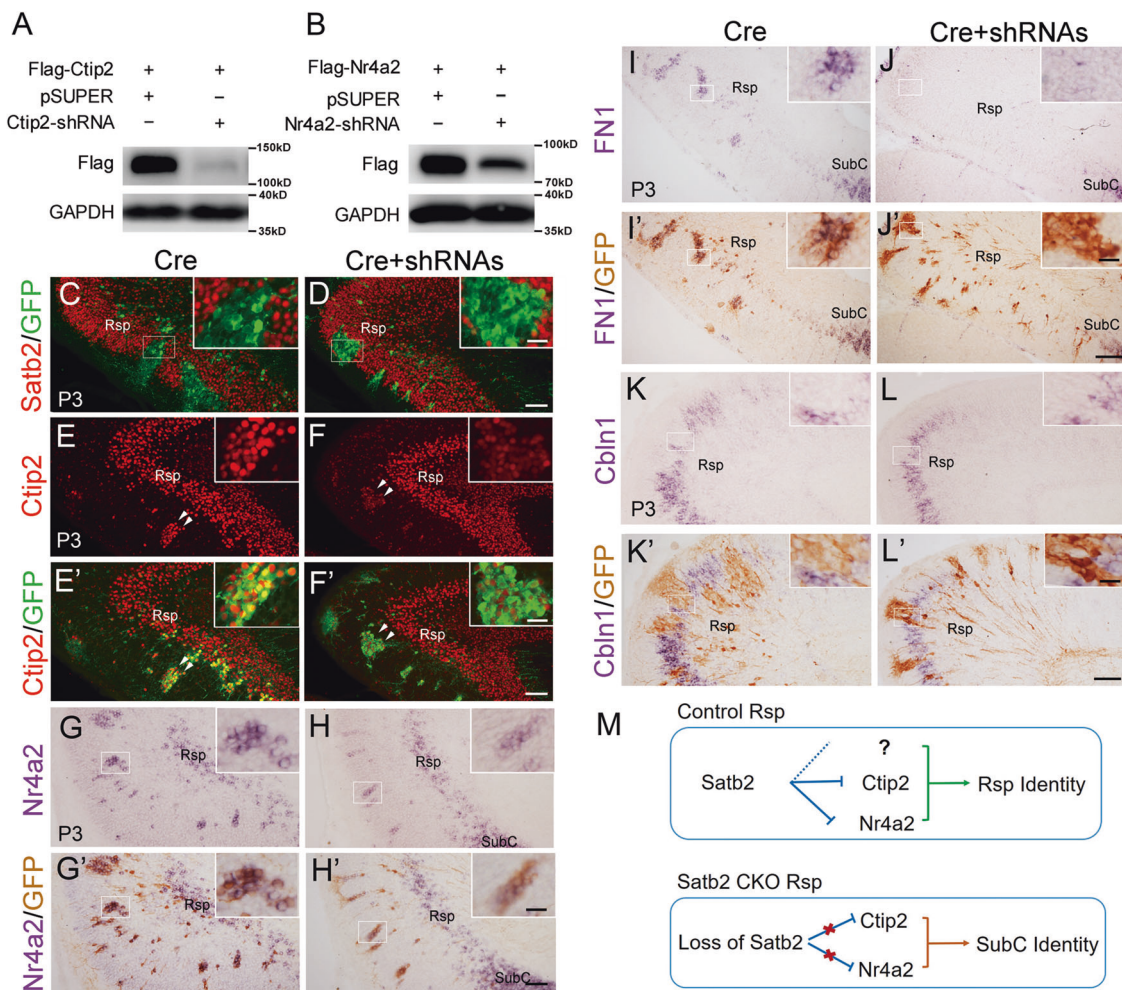 A
Flag-Ctip2 + +
pSUPER + −
Ctip2-shRNA − +
Flag
150kD
100kD
GAPDH
40kD
35kD
B
Flag-Nr4a2 + +
pSUPER + −
Nr4a2-shRNA − +
Flag
100kD
70kD
GAPDH
40kD
35kD
Cre Cre+shRNAs
Satb2/GFP
C Rsp P3
D Rsp
Ctip2
E Rsp P3
F Rsp
Ctip2/GFP
E' Rsp
F' Rsp
Nr4a2
G Rsp P3
H Rsp SubC
Nr4a2/GFP
G' Rsp
H' Rsp SubC
Cre Cre+shRNAs
FN1
I Rsp SubC P3
J Rsp SubC
FN1/GFP
I' Rsp SubC
J' Rsp SubC
Cbln1
K Rsp P3
L Rsp
Cbln1/GFP
K' Rsp
L' Rsp
M
Control Rsp
?
Satb2 Ctip2 Rsp Identity
Nr4a2
Satb2 CKO Rsp
Ctip2
Loss of Satb2 SubC Identity
Nr4a2